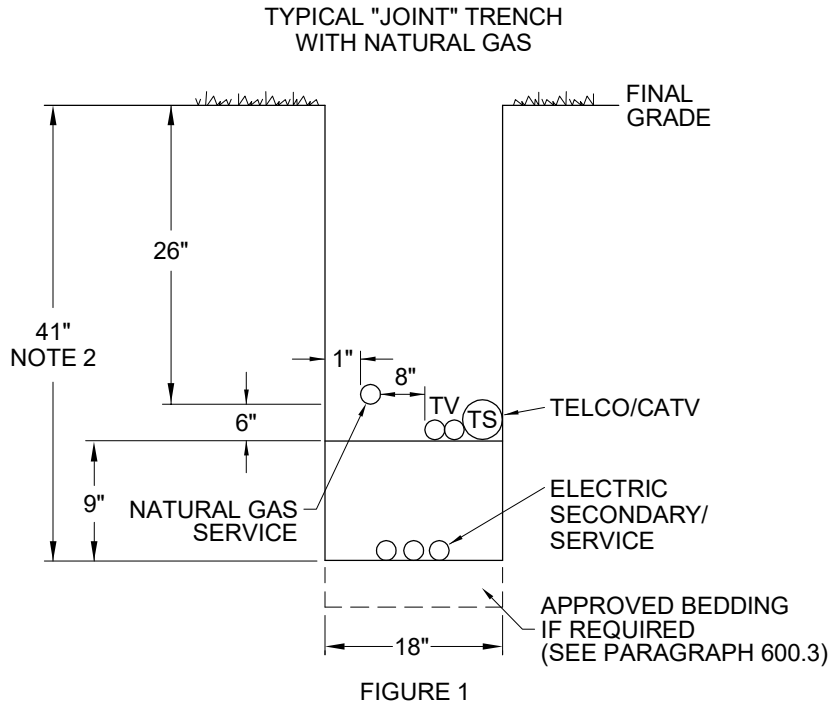 TYPICAL "JOINT" TRENCH
WITH NATURAL GAS
FINAL
GRADE
26"
41"
NOTE 2
1"
8"
TV
TS
TELCO/CATV
6"
9"
NATURAL GAS
SERVICE
ELECTRIC
SECONDARY/
SERVICE
APPROVED BEDDING
IF REQUIRED
(SEE PARAGRAPH 600.3)
18"
FIGURE 1